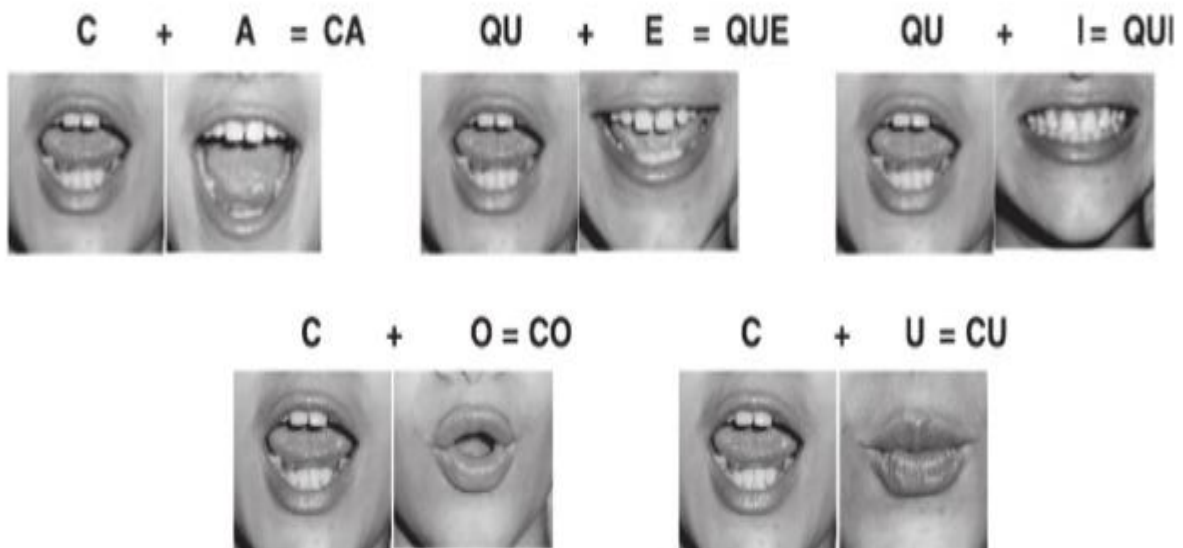 C + A = CA QU + E = QUE QU + I = QUI
C + O = CO C + U = CU